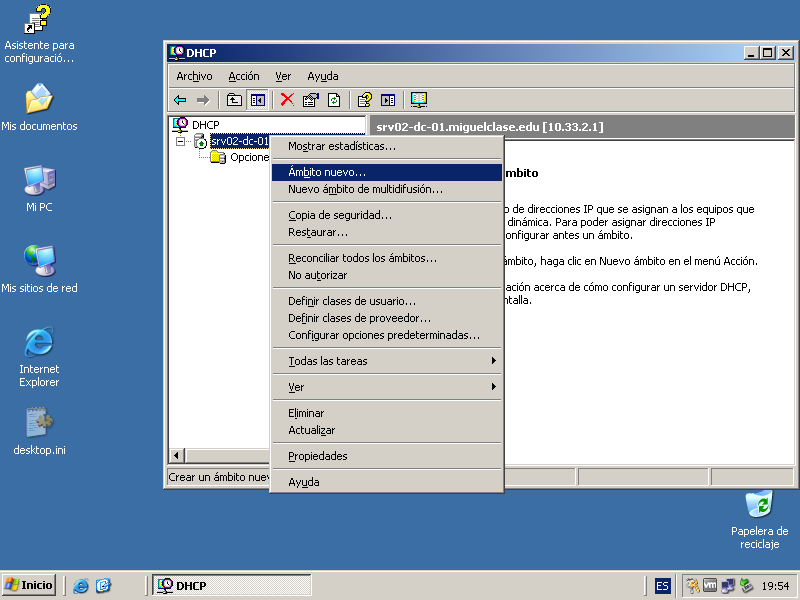 Asistente para
configuració...
Mis documentos
Mi PC
Mis sitios de red
Internet
Explorer
desktop.ini
DHCP
Archivo Acción Ver Ayuda
DHCP
srv02-dc-01
Opcione
srv02-dc-01.miguelclase.edu [10.33.2.1]
mbito
o de direcciones IP que se asignan a los equipos que
dinámica. Para poder asignar direcciones IP
onfigurar antes un ámbito.
ámbito, haga clic en Nuevo ámbito en el menú Acción.
ación acerca de cómo configurar un servidor DHCP,
ntalla.
Mostrar estadísticas...
Ámbito nuevo...
Nuevo ámbito de multidifusión...
Copia de seguridad...
Restaurar...
Reconciliar todos los ámbitos...
No autorizar
Definir clases de usuario...
Definir clases de proveedor...
Configurar opciones predeterminadas...
Todas las tareas
Ver
Eliminar
Actualizar
Propiedades
Ayuda
Crear un ámbito nuev
Papelera de
reciclaje
Inicio
DHCP
ES
vm
19:54